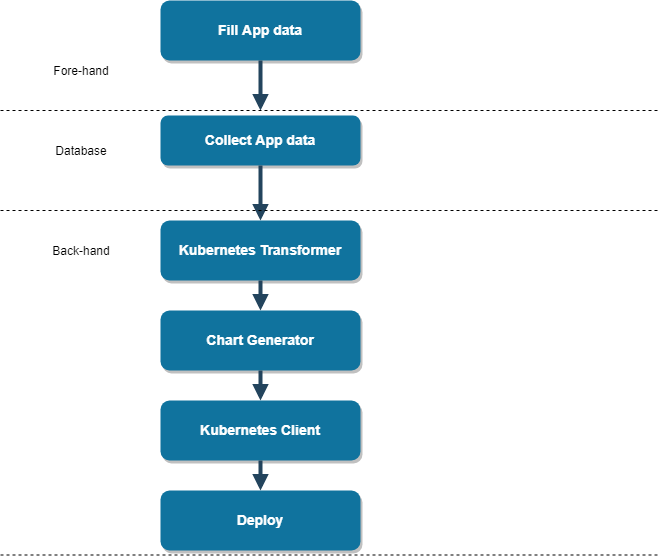 Fill App data
Fore-hand
Collect App data
Database
Kubernetes Transformer
Back-hand
Chart Generator
Kubernetes Client
Deploy